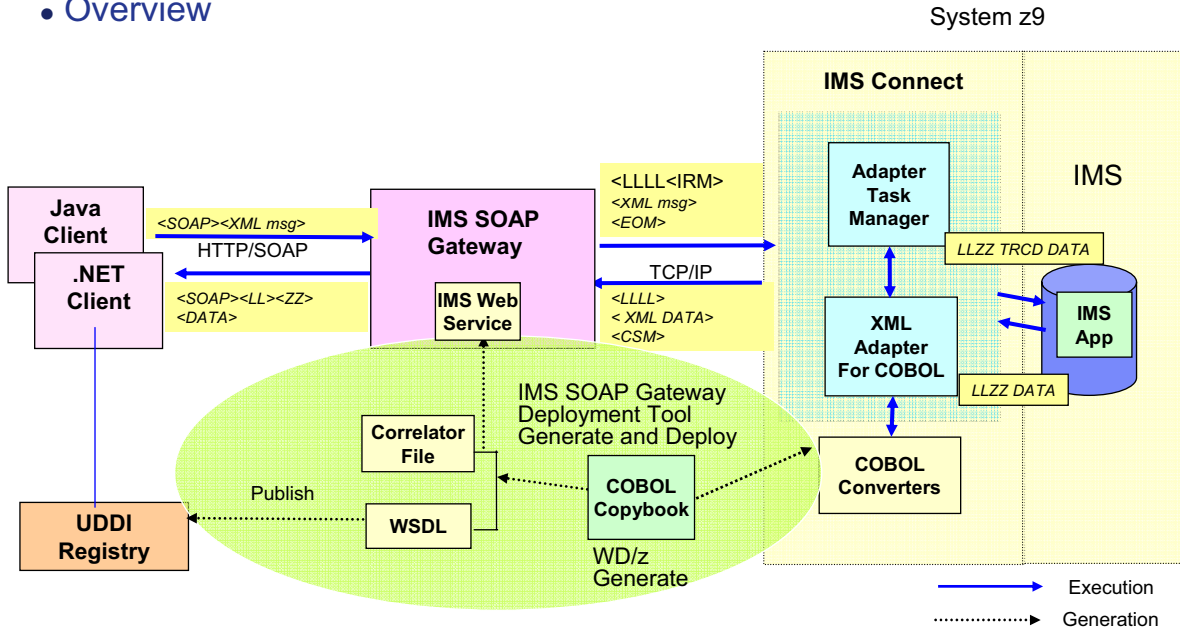 • Overview
System z9
IMS Connect
IMS
Adapter
Task
Manager
LLZZ TRCD DATA
Java
Client
.NET
Client
<SOAP><XML msg>
HTTP/SOAP
<SOAP><LL><ZZ>
<DATA>
IMS SOAP
Gateway
IMS Web
Service
<LLLL<IRM>
<XML msg>
<EOM>
TCP/IP
<LLLL>
< XML DATA>
<CSM>
XML
Adapter
For COBOL
IMS
App
LLZZ DATA
IMS SOAP Gateway
Deployment Tool
Generate and Deploy
Correlator
File
COBOL
Copybook
COBOL
Converters
Publish
WSDL
UDDI
Registry
WD/z
Generate
Execution
Generation